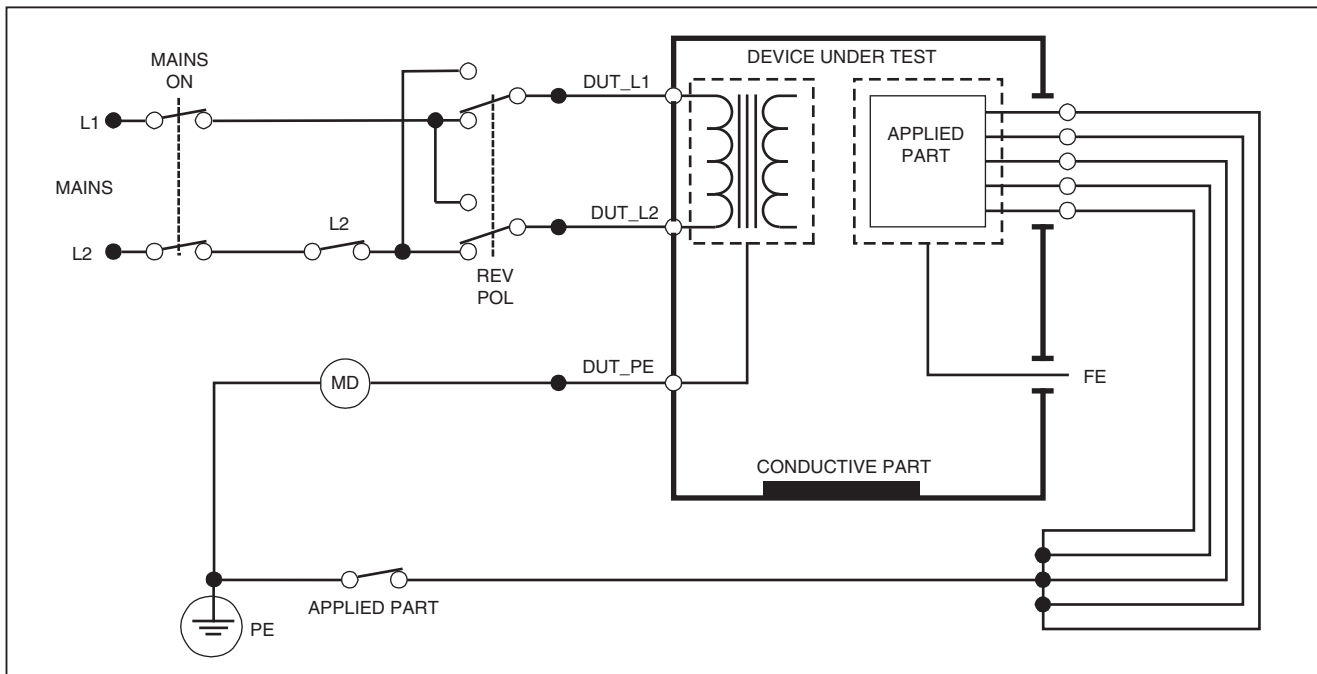 MAINS
ON
DEVICE UNDER TEST
DUT_L1
L1
APPLIED
PART
MAINS
L2
DUT_L2
L2
REV
POL
DUT_PE
MD
FE
CONDUCTIVE PART
APPLIED PART
PE